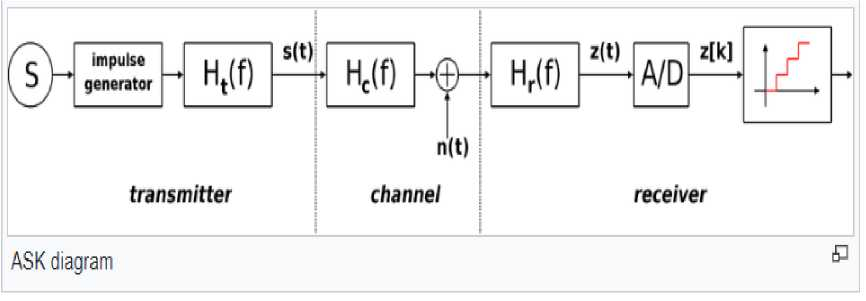 S
impulse
generator
Ht(f)
s(t)
Hc(f)
n(t)
Hr(f)
z(t)
A/D
z[k]
transmitter
channel
receiver
ASK diagram